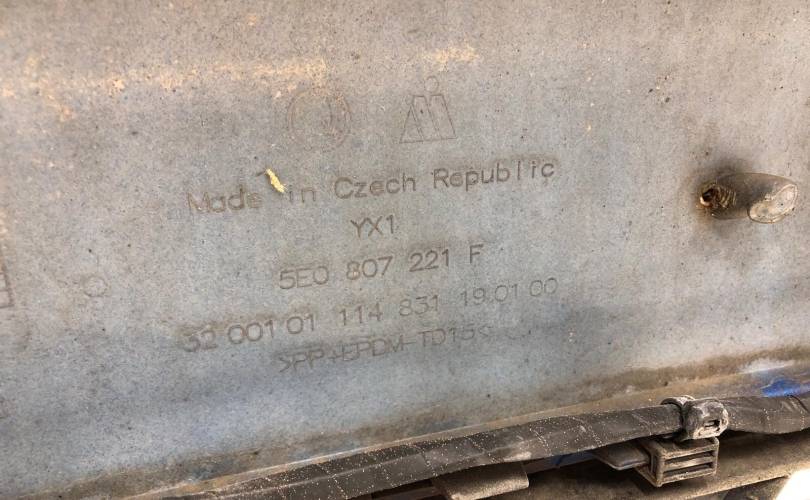 Made in Czech Republic
YX1
5E0 807 221 F
32 001 01 114 831 19 01 00
>PP+EPDM-TD15<